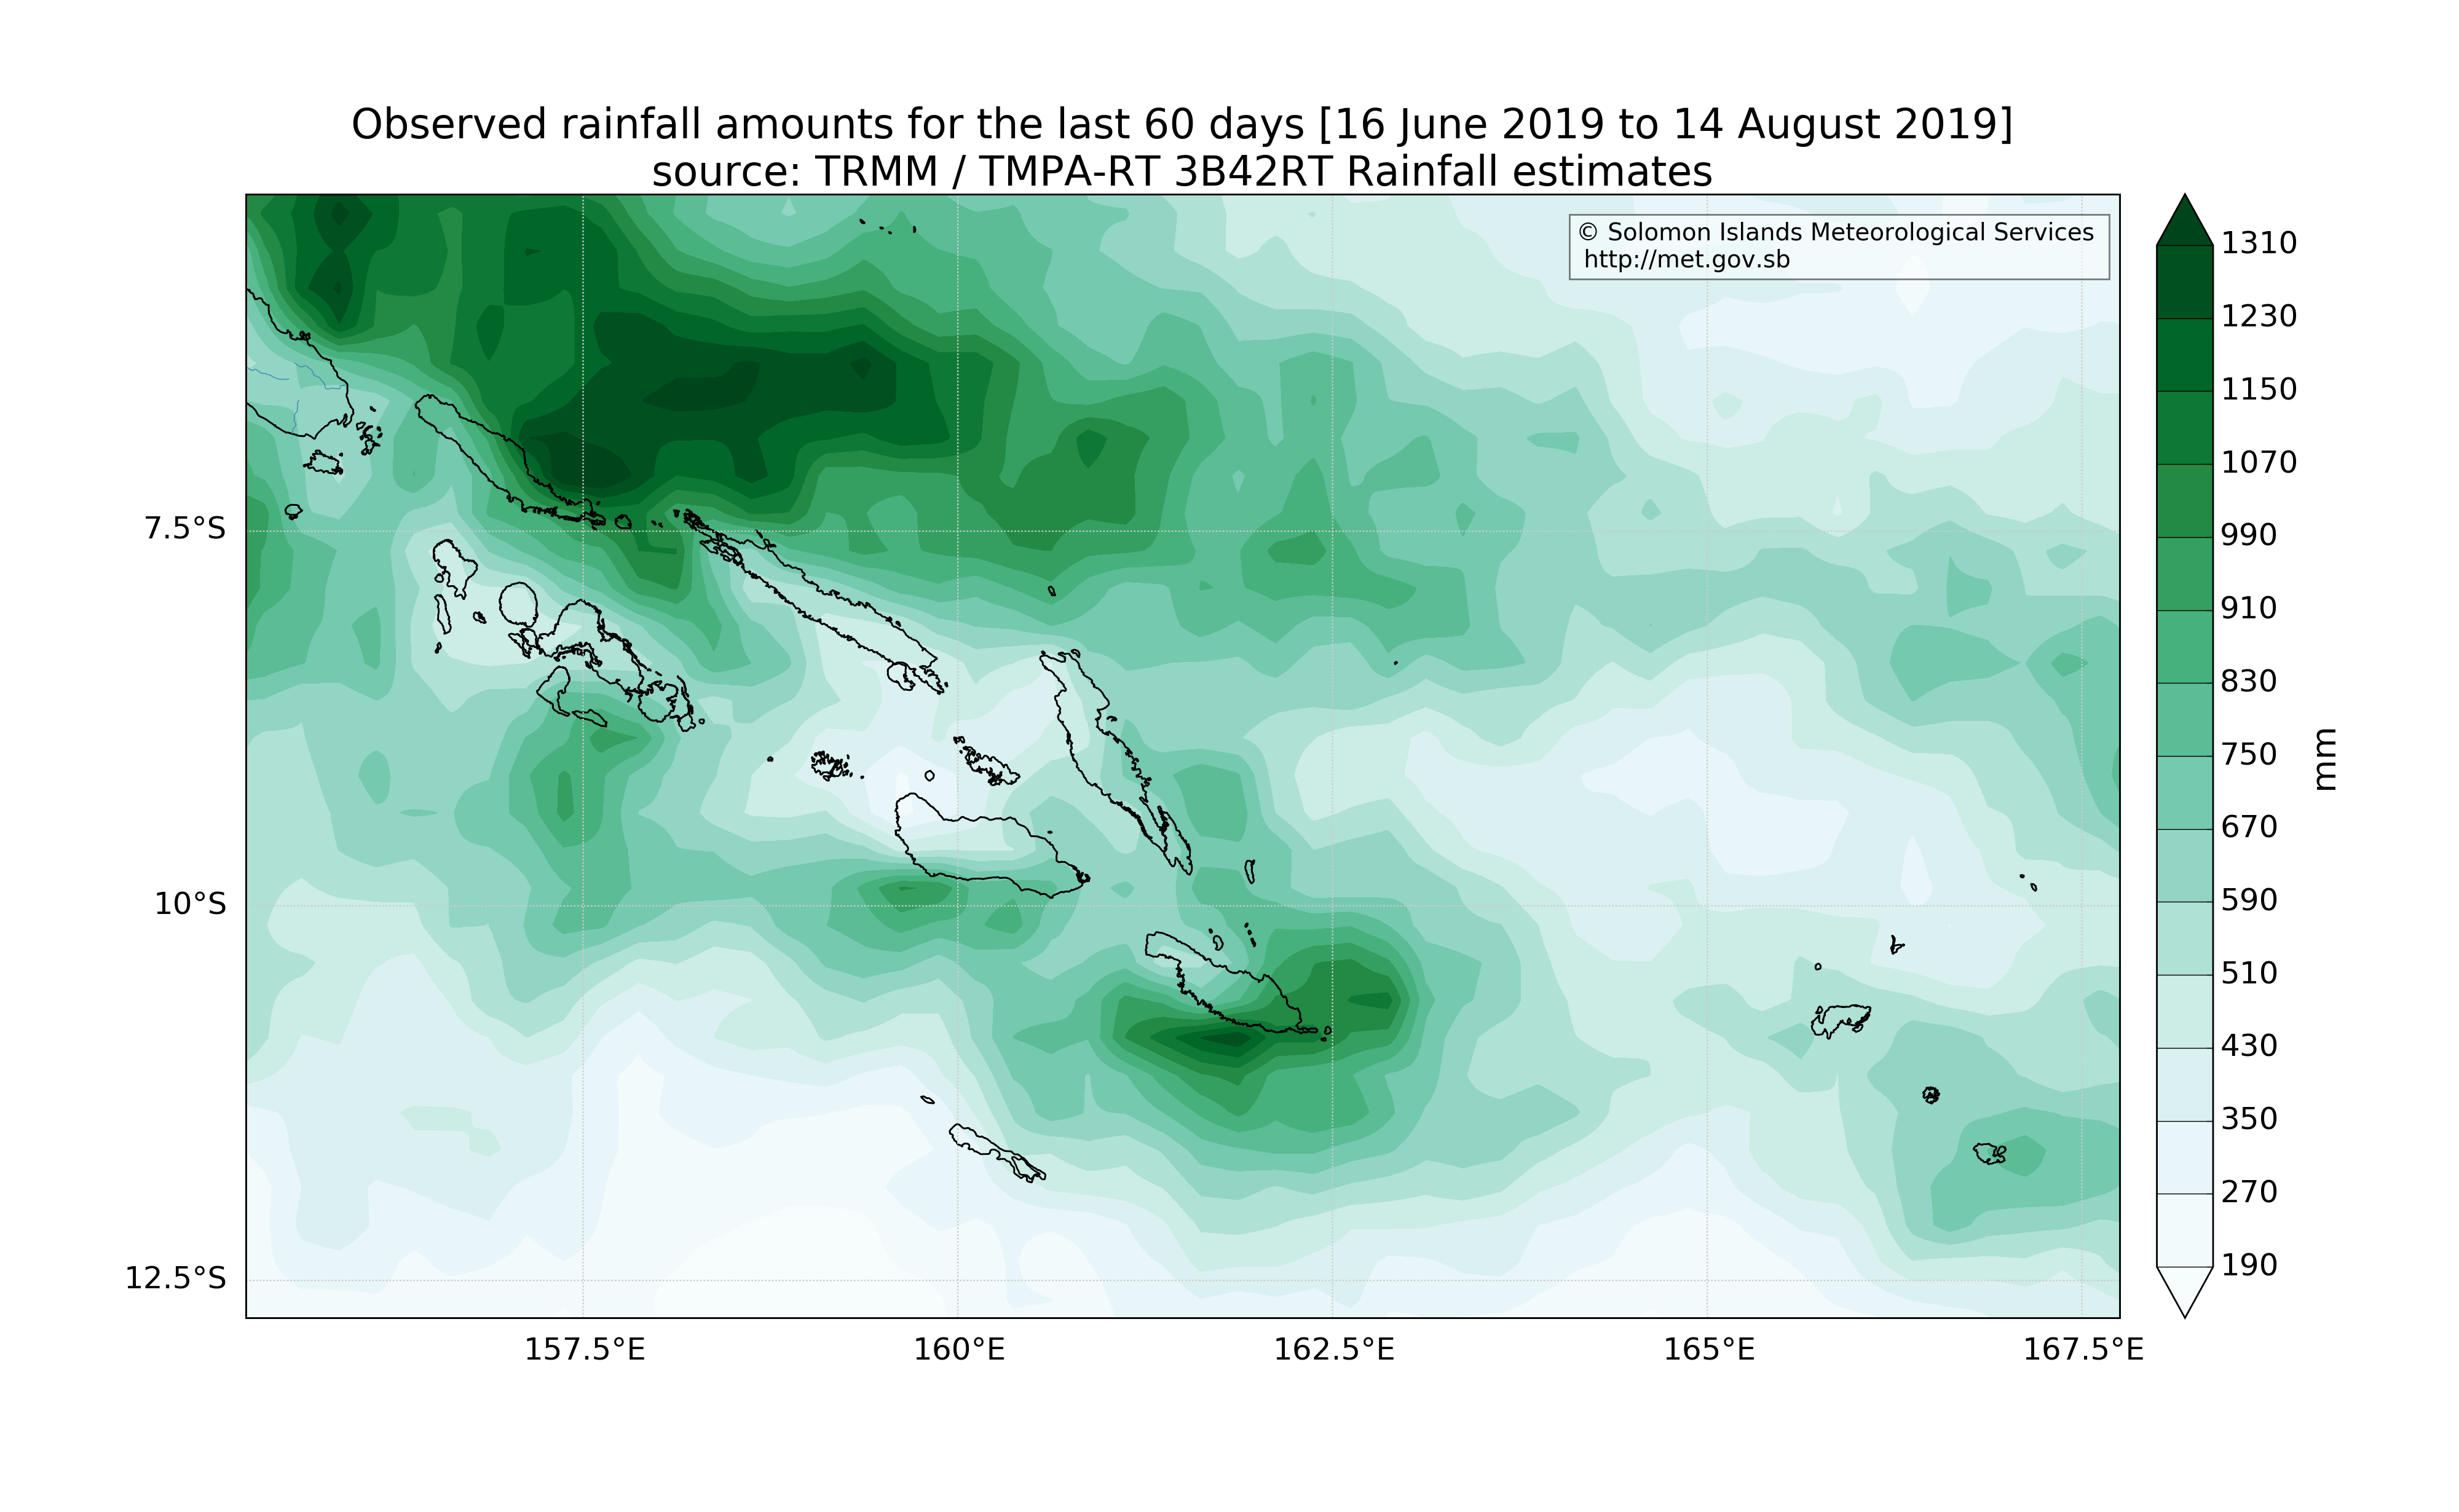 Observed rainfall amounts for the last 60 days [16 June 2019 to 14 August 2019]
source: TRMM / TMPA-RT 3B42RT Rainfall estimates
© Solomon Islands Meteorological Services
http://met.gov.sb
7.5°S
10°S
12.5°S
157.5°E
160°E
162.5°E
165°E
167.5°E
1310
1230
1150
1070
990
910
830
750
670
590
510
430
350
270
190
mm